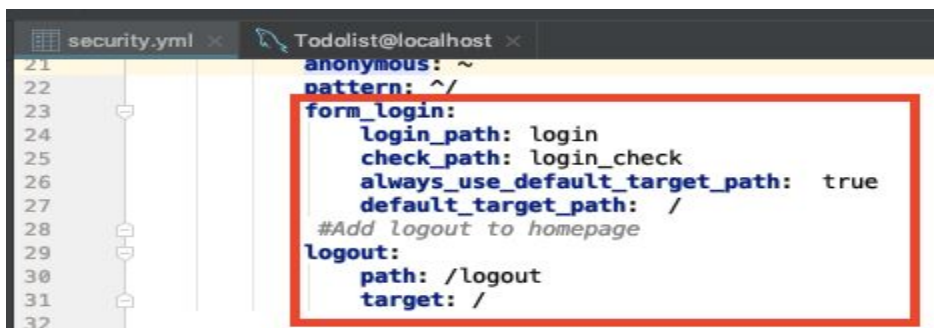 security.yml × Todolist@localhost ×
21 anonymous: ~
22 pattern: ^/
23 form_login:
24 login_path: login
25 check_path: login_check
26 always_use_default_target_path:  true
27 default_target_path:  /
28 #Add logout to homepage
29 logout:
30 path: /logout
31 target: /
32